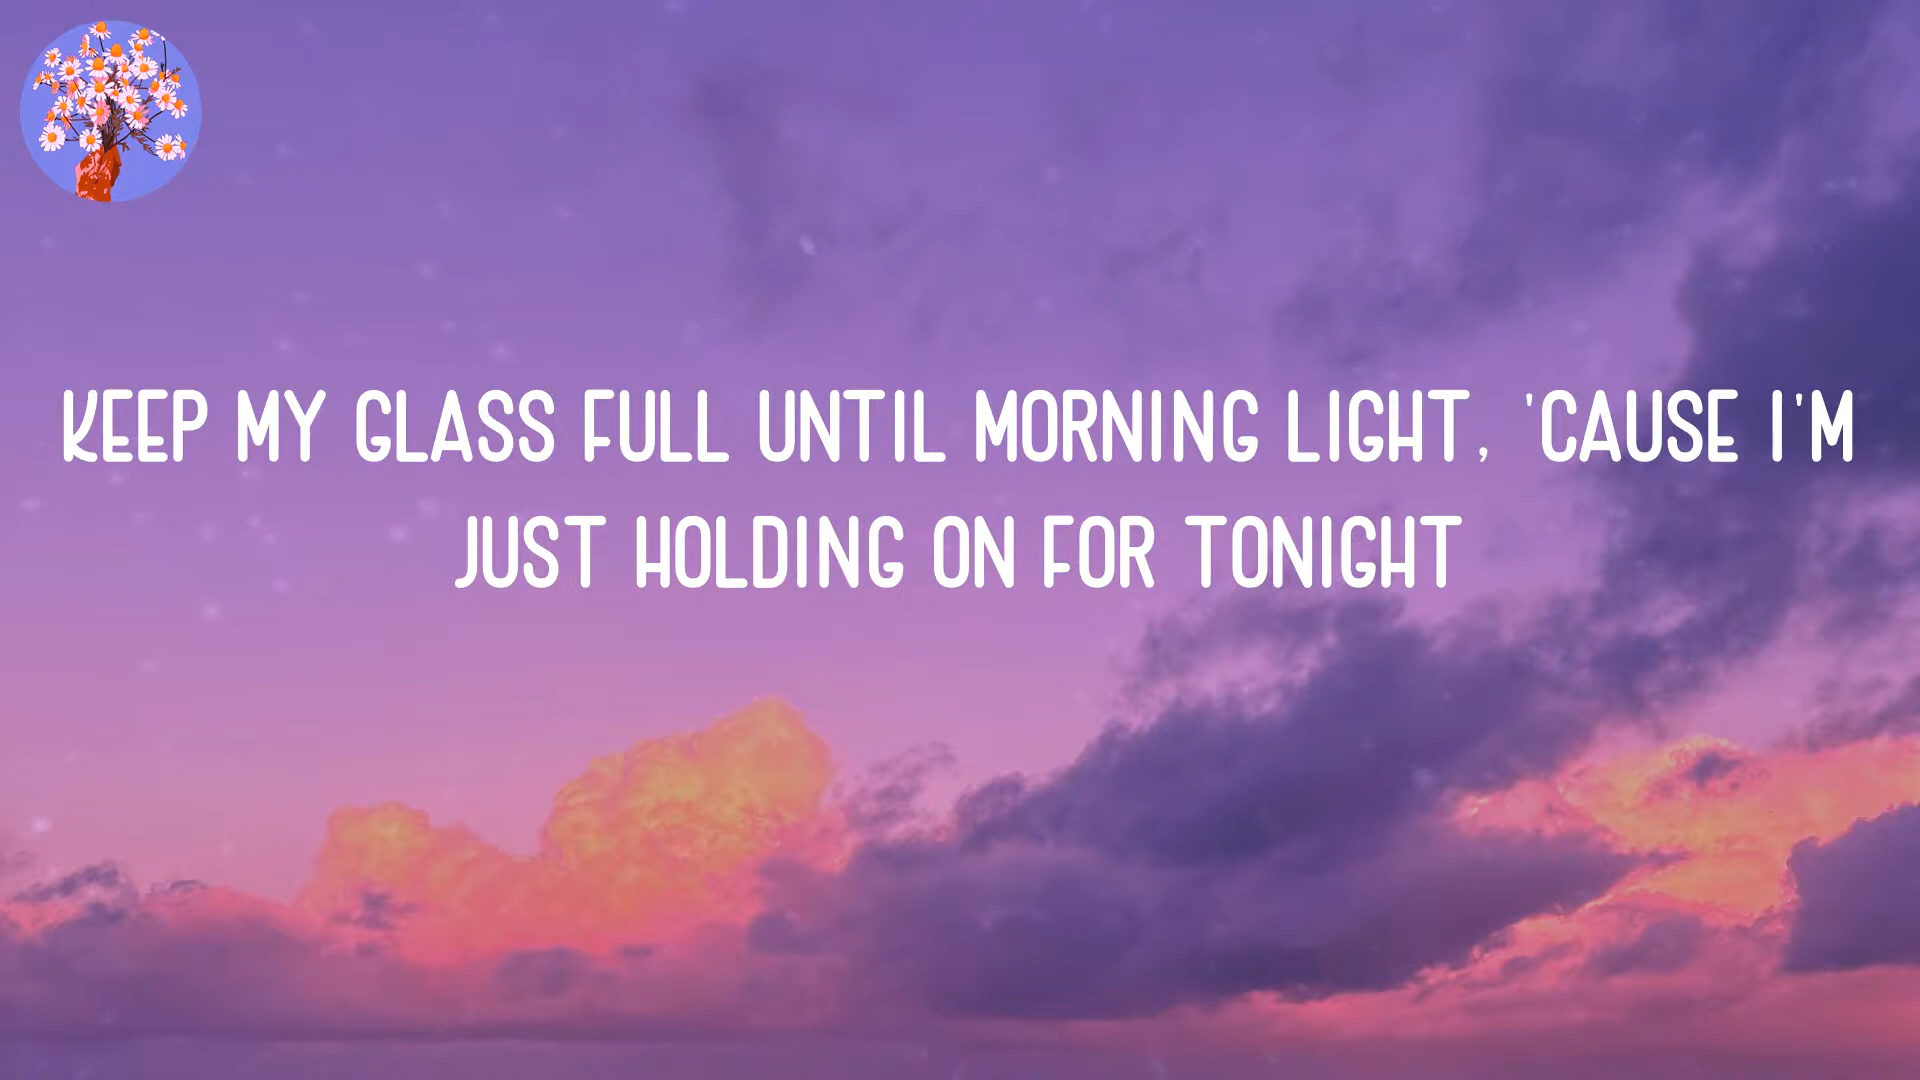 KEEP MY GLASS FULL UNTIL MORNING LIGHT, 'CAUSE I'M
JUST HOLDING ON FOR TONIGHT